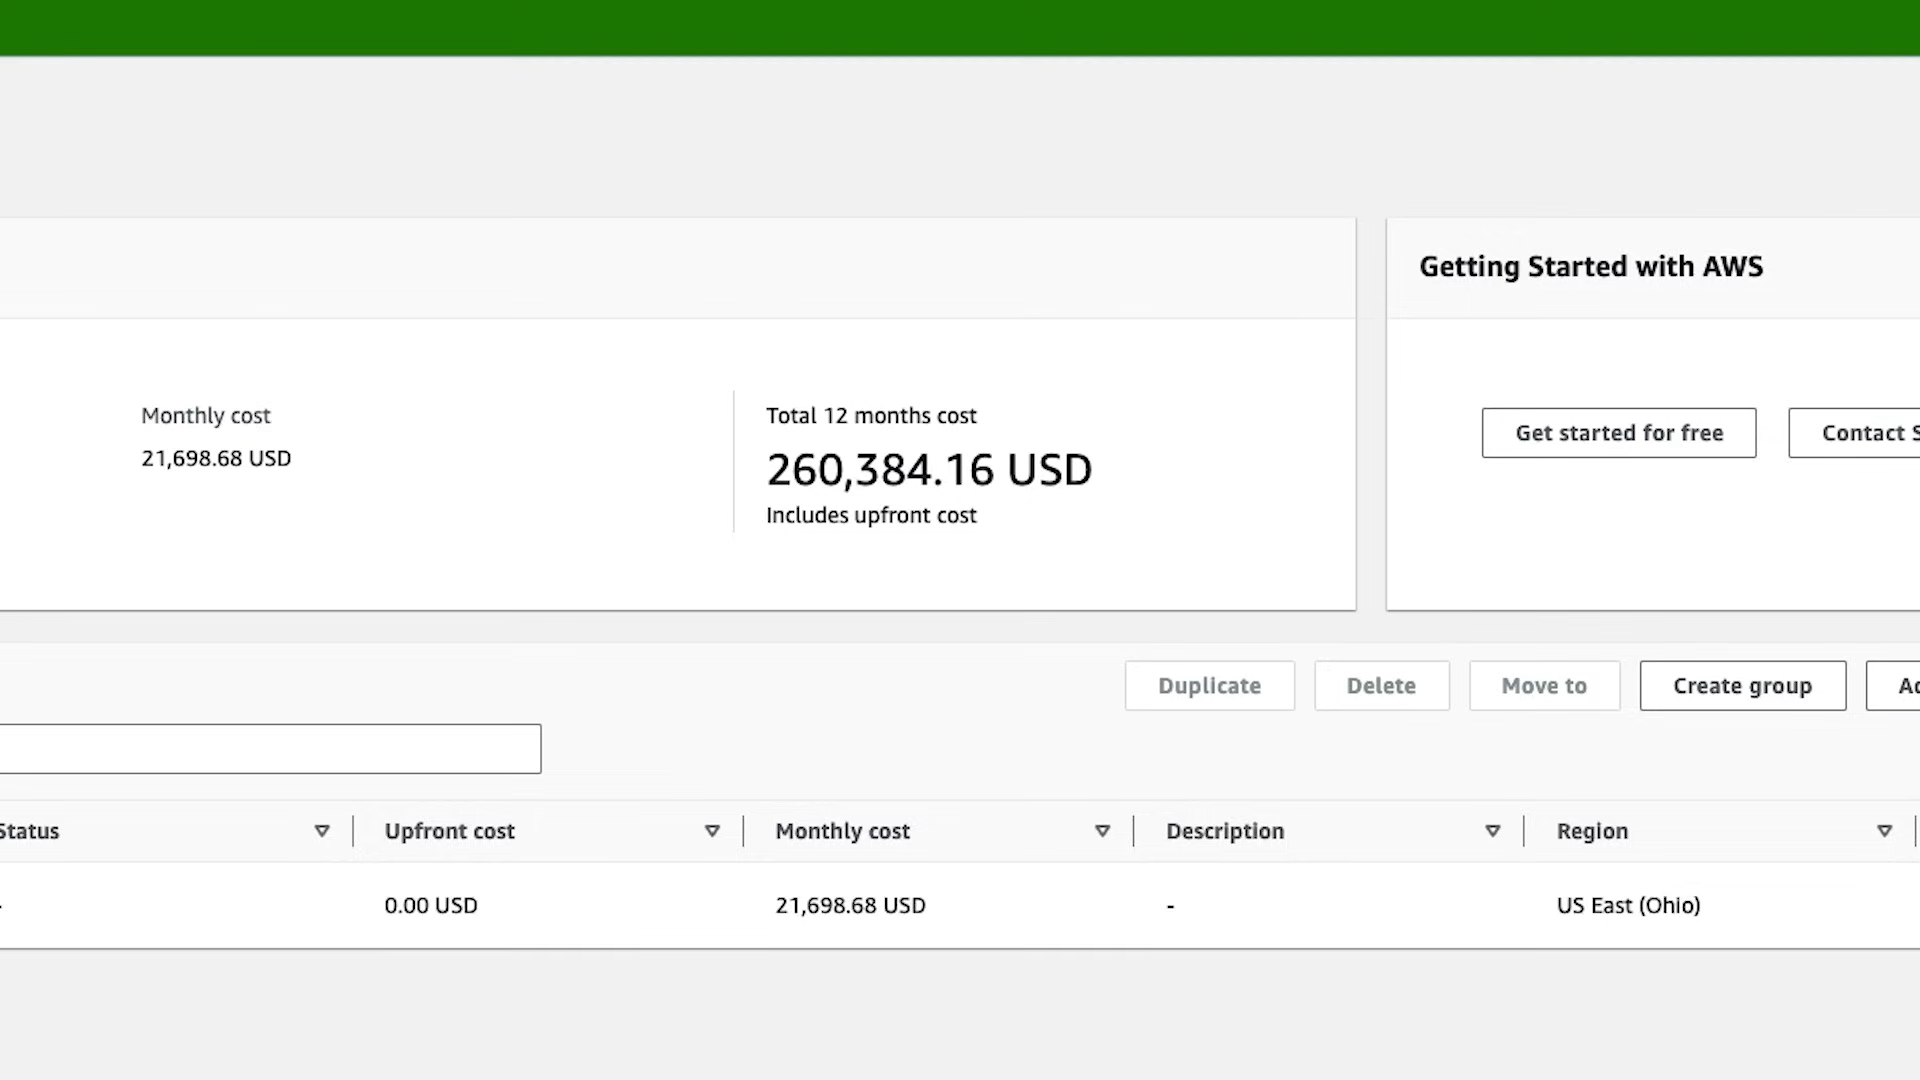 Getting Started with AWS
Monthly cost
21,698.68 USD
Total 12 months cost
260,384.16 USD
Includes upfront cost
Get started for free
Contact S
Duplicate
Delete
Move to
Create group
Status
Upfront cost
Monthly cost
Description
Region
0.00 USD
21,698.68 USD
-
US East (Ohio)